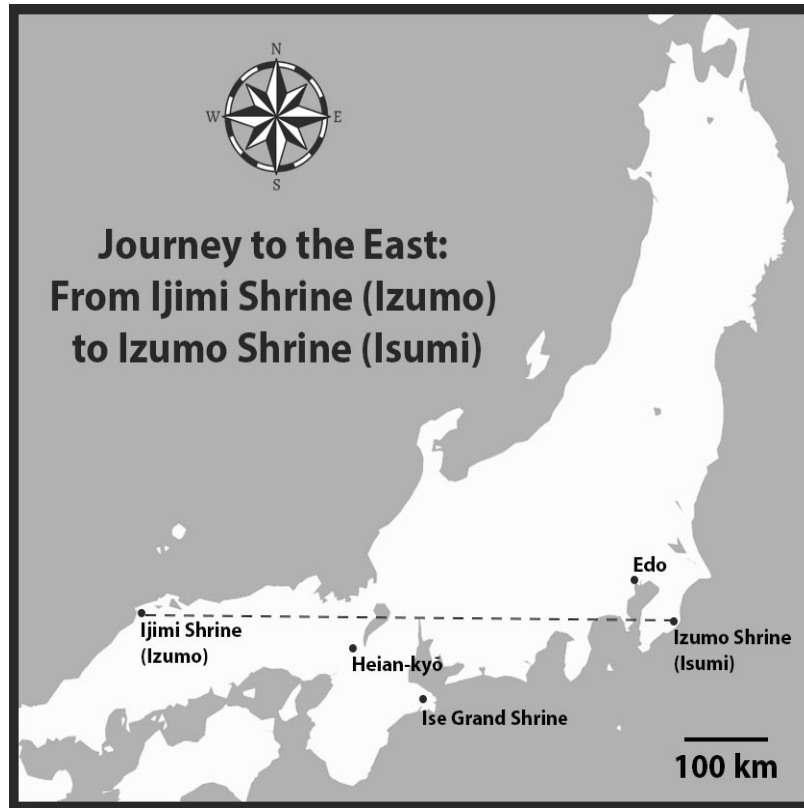 N
W
E
S
Journey to the East:
From Ijimi Shrine (Izumo)
to Izumo Shrine (Isumi)
Edo
Ijimi Shrine
(Izumo)
Izumo Shrine
(Isumi)
Heian-kyō
Ise Grand Shrine
100 km